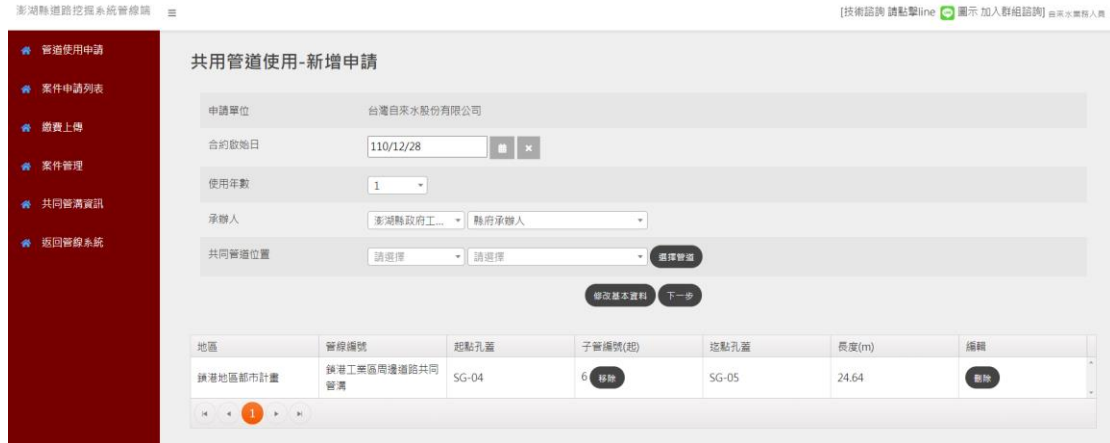 澎湖縣道路挖掘系統管線端
[技術諮詢 請點擊line 圖示 加入群組諮詢] 自來水業務人員
管道使用申請
案件申請列表
繳費上傳
案件管理
共同管溝資訊
返回管線系統
共用管道使用-新增申請
申請單位 台灣自來水股份有限公司
合約啟始日 110/12/28
使用年數 1
承辦人 澎湖縣政府工... 縣府承辦人
共同管道位置 請選擇 請選擇 選擇管道
修改基本資料 下一步
地區 管線編號 起點孔蓋 子管編號(起) 迄點孔蓋 長度(m) 編輯
鎖港地區都市計畫 鎖港工業區周邊道路共同管溝 SG-04 6 移除 SG-05 24.64 刪除
1